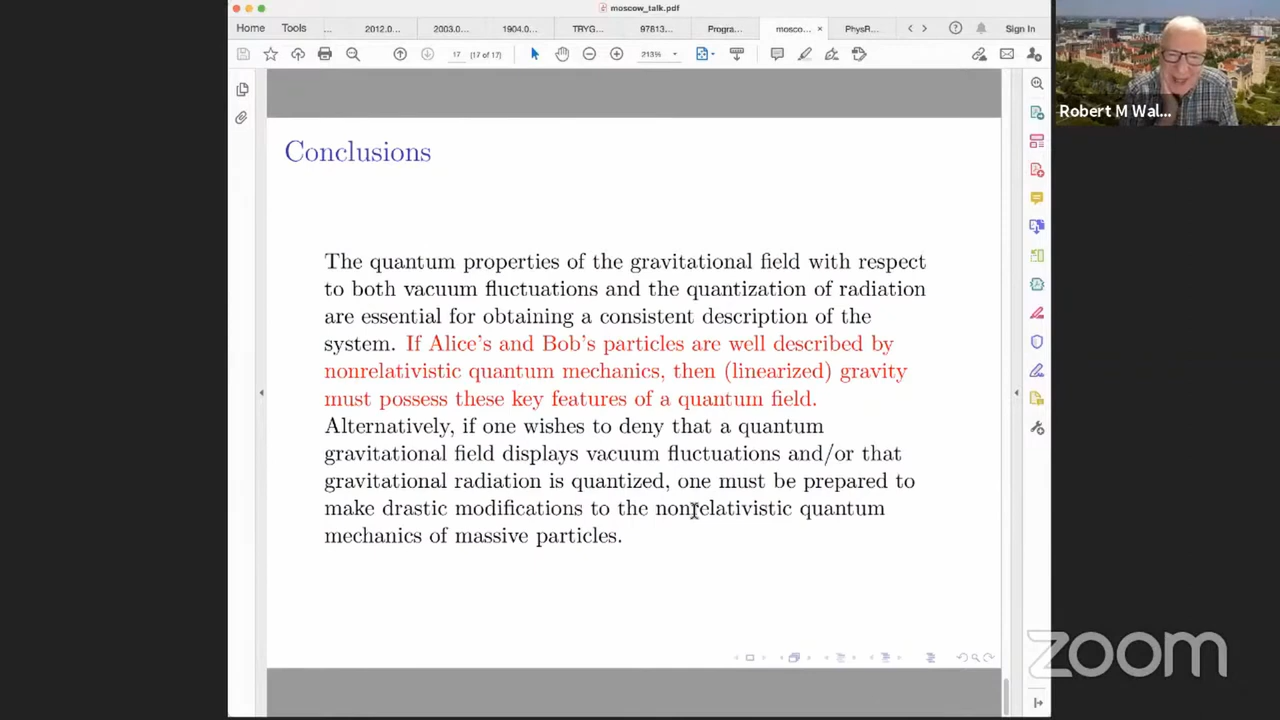 moscow_talk.pdf
Home Tools ... 2012.0... 2003.0... 1904.0... TRYG... 97813... Progra... mosco... × PhysR... Sign In
17 (17 of 17) 213%
Robert M Wal...
Conclusions
The quantum properties of the gravitational field with respect
to both vacuum fluctuations and the quantization of radiation
are essential for obtaining a consistent description of the
system. If Alice's and Bob's particles are well described by
nonrelativistic quantum mechanics, then (linearized) gravity
must possess these key features of a quantum field.
Alternatively, if one wishes to deny that a quantum
gravitational field displays vacuum fluctuations and/or that
gravitational radiation is quantized, one must be prepared to
make drastic modifications to the nonrelativistic quantum
mechanics of massive particles.
zoom